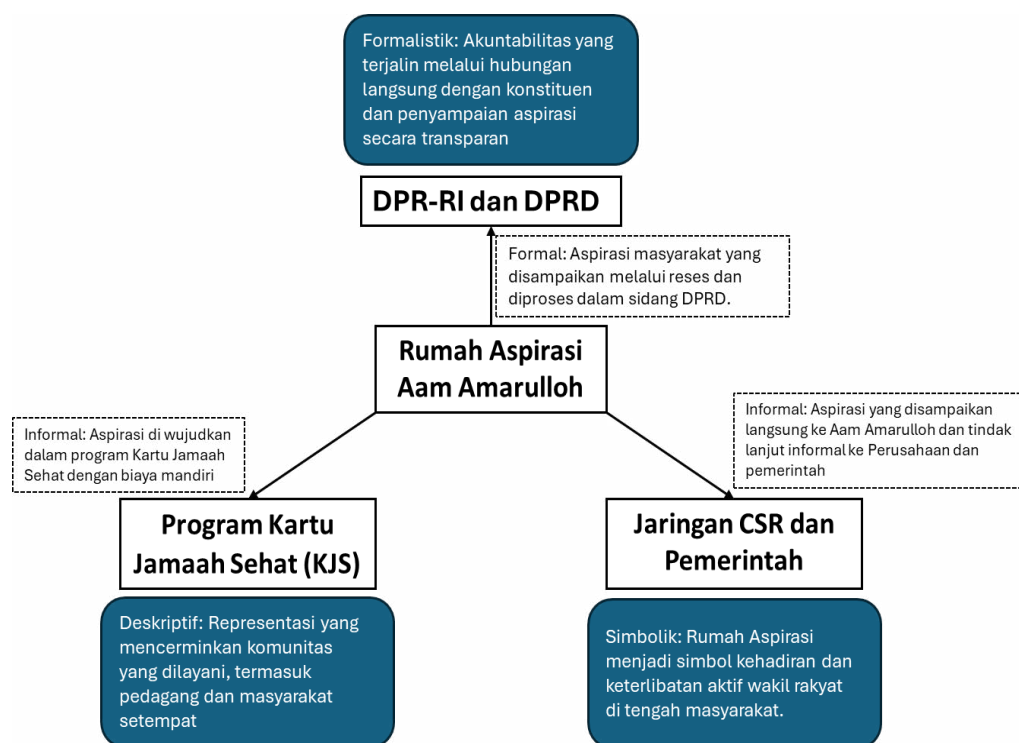 Formalistik: Akuntabilitas yang
terjalin melalui hubungan
langsung dengan konstituen
dan penyampaian aspirasi
secara transparan
DPR-RI dan DPRD
Formal: Aspirasi masyarakat yang
disampaikan melalui reses dan
diproses dalam sidang DPRD.
Rumah Aspirasi
Aam Amarulloh
Informal: Aspirasi di wujudkan
dalam program Kartu Jamaah
Sehat dengan biaya mandiri
Informal: Aspirasi yang disampaikan
langsung ke Aam Amarulloh dan tindak
lanjut informal ke Perusahaan dan
pemerintah
Program Kartu
Jamaah Sehat (KJS)
Jaringan CSR dan
Pemerintah
Deskriptif: Representasi yang
mencerminkan komunitas
yang dilayani, termasuk
pedagang dan masyarakat
setempat
Simbolik: Rumah Aspirasi
menjadi simbol kehadiran dan
keterlibatan aktif wakil rakyat
di tengah masyarakat.